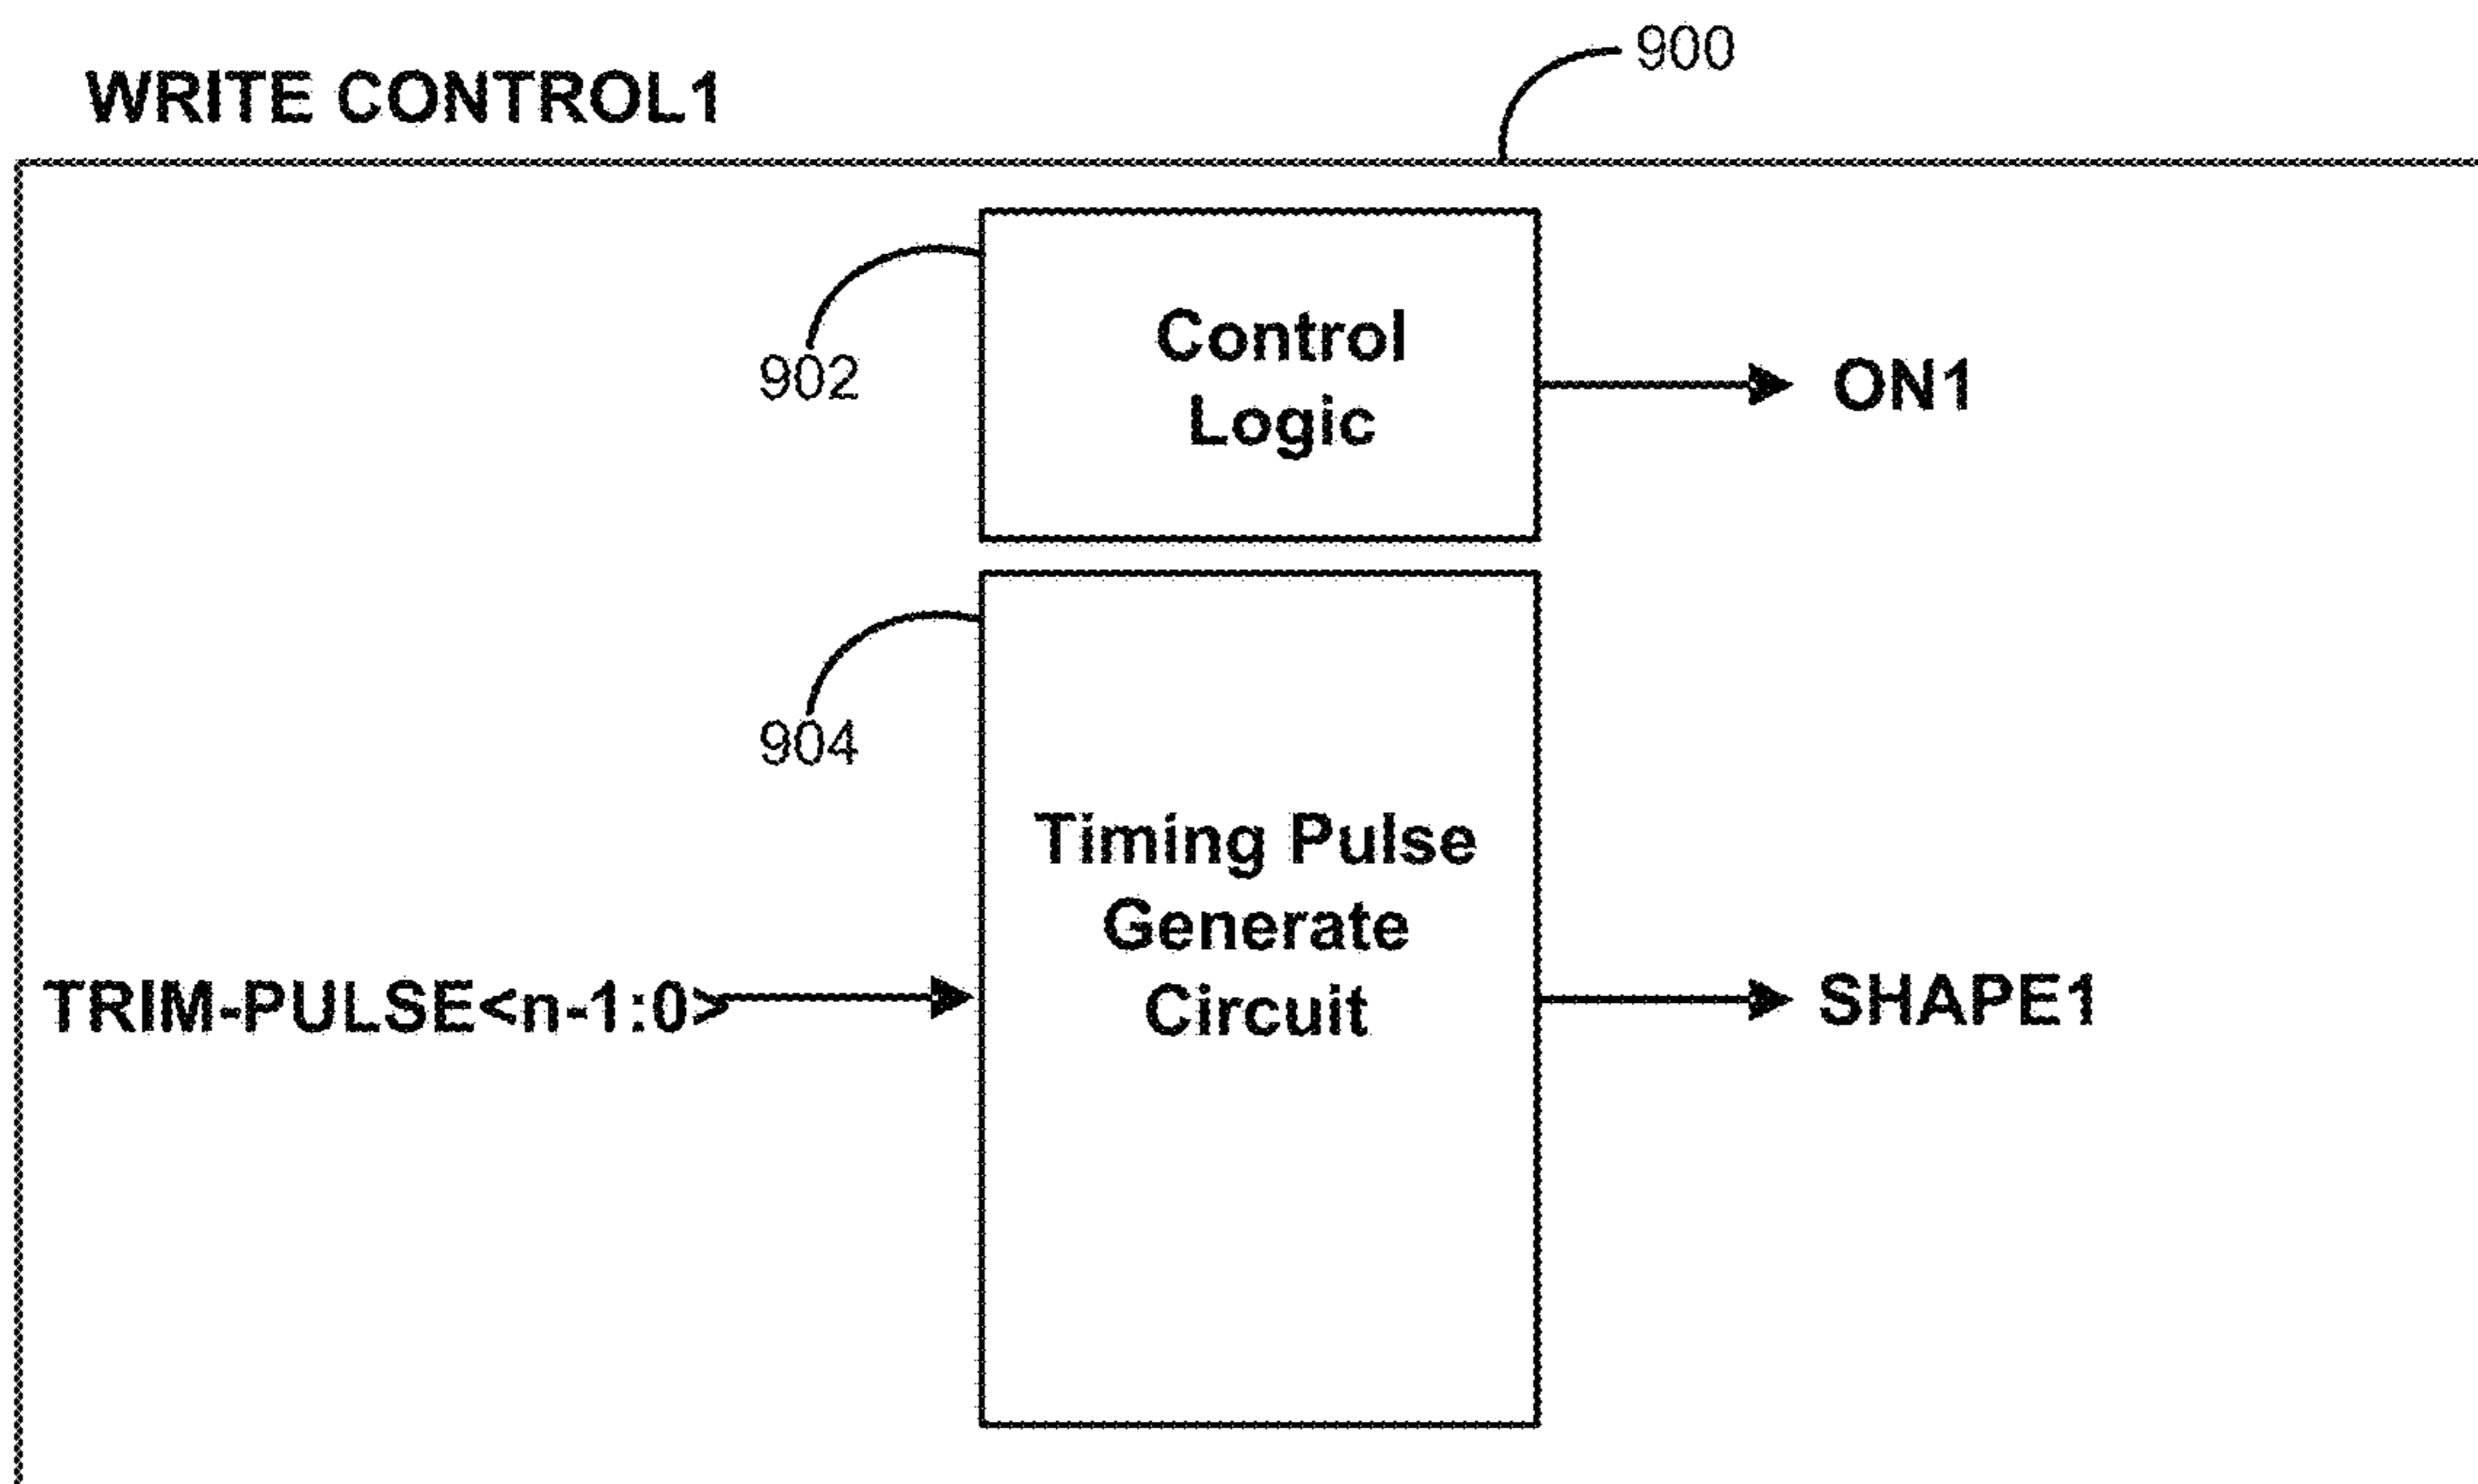 900
WRITE CONTROL1
Control
Logic
902
ON1
904
Timing Pulse
Generate
Circuit
TRIM-PULSE<n-1:0>
SHAPE1